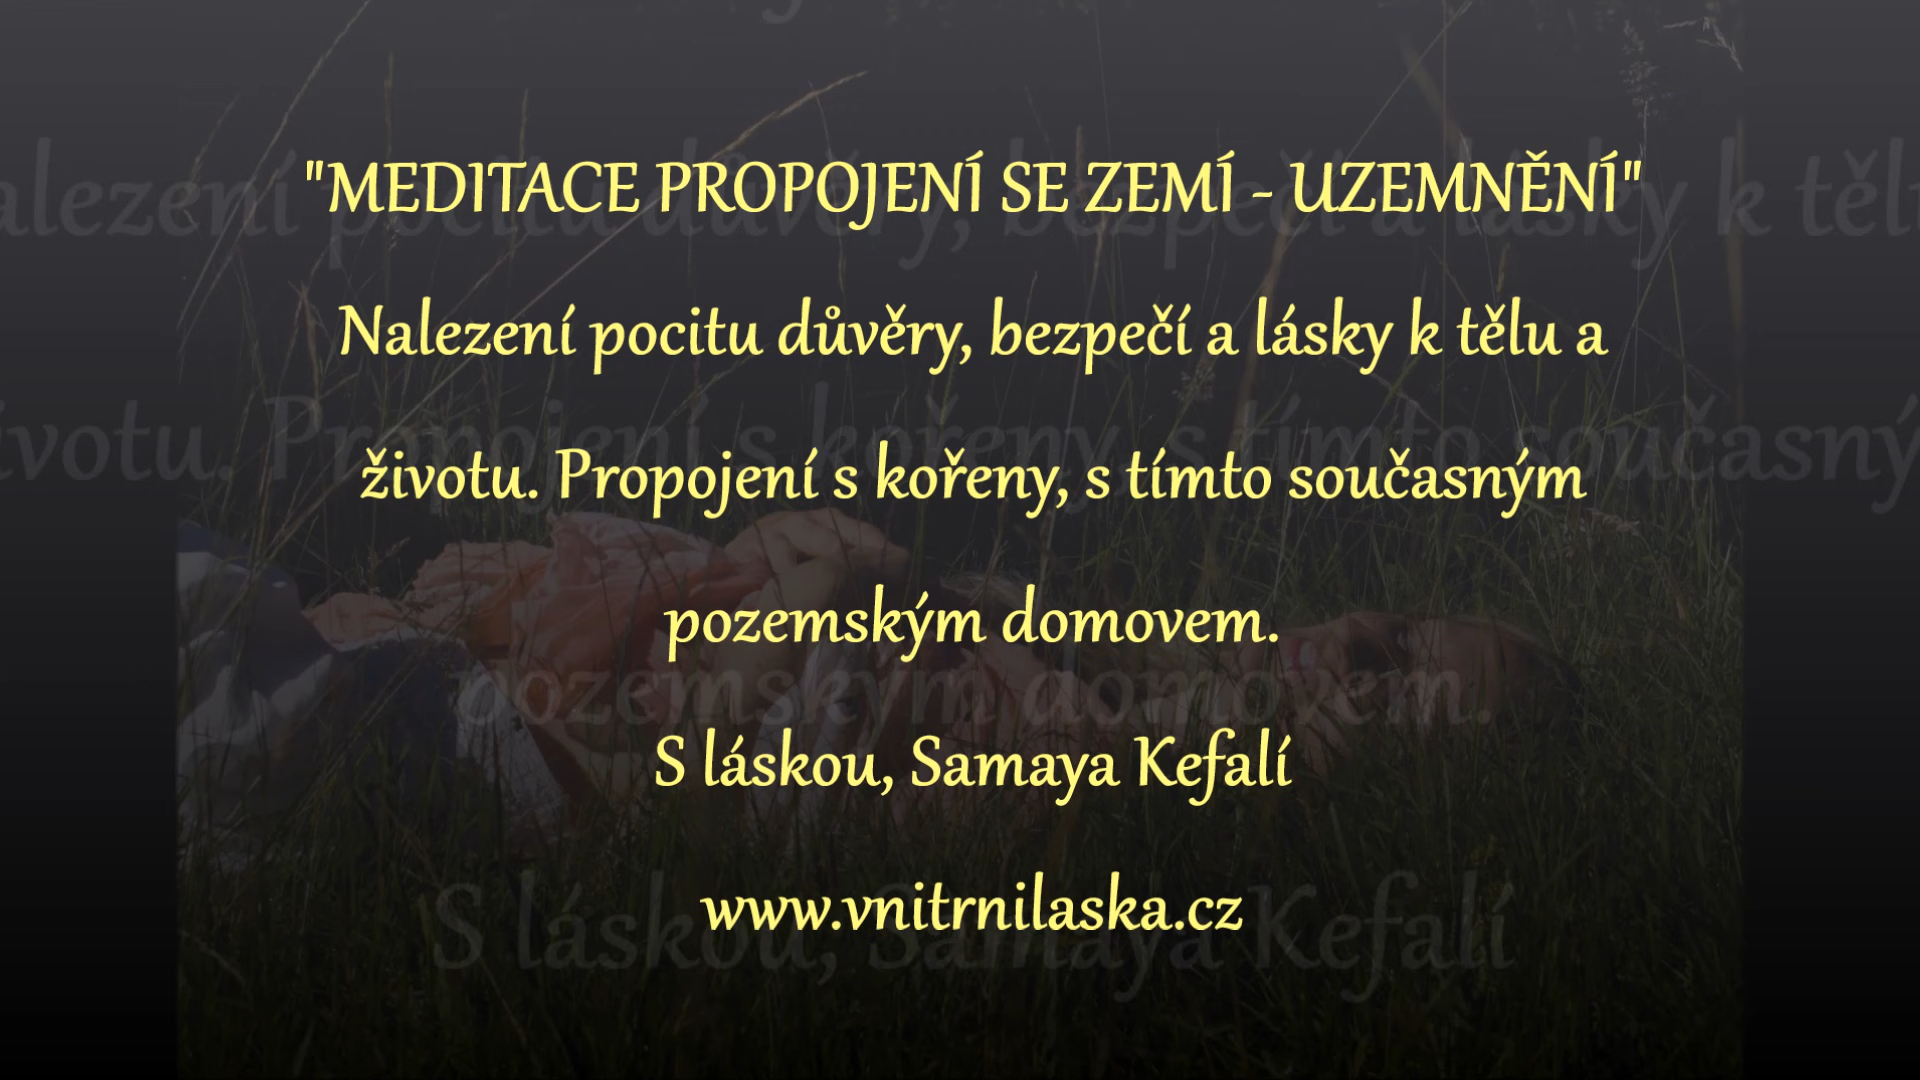 "MEDITACE PROPOJENÍ SE ZEMÍ - UZEMNĚNÍ"
Nalezení pocitu důvěry, bezpečí a lásky k tělu a
životu. Propojení s kořeny, s tímto současným
pozemským domovem.
S láskou, Samaya Kefalí
www.vnitrnilaska.cz